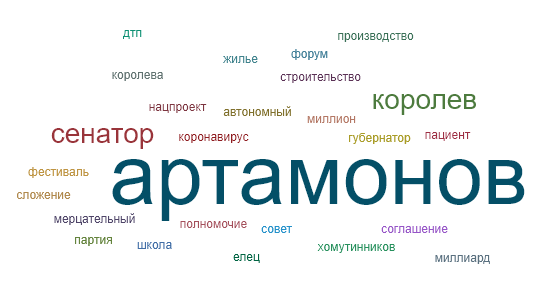 дтп
производство
форум
жилье
королева
строительство
королев
нацпроект
автономный
миллион
сенатор
коронавирус
губернатор
пациент
артамонов
фестиваль
сложение
мерцательный
полномочие
совет
соглашение
партия
школа
хомутинников
елец
миллиард